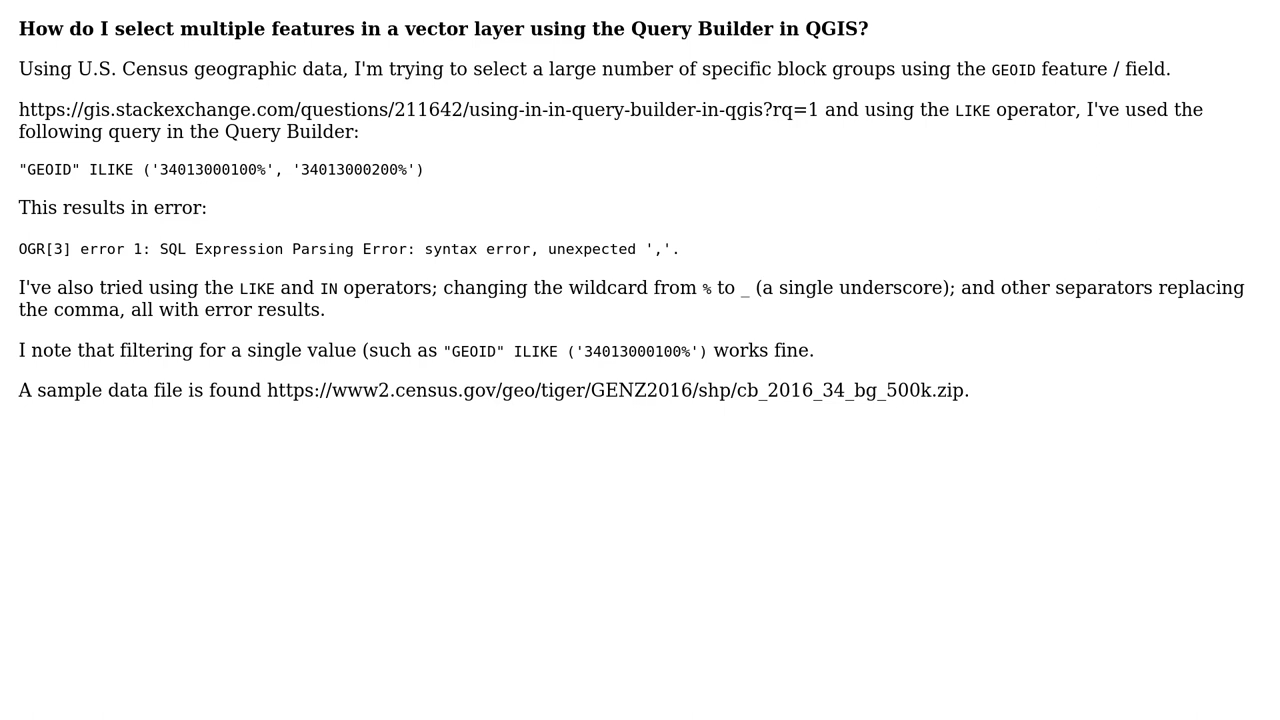 How do I select multiple features in a vector layer using the Query Builder in QGIS?
Using U.S. Census geographic data, I'm trying to select a large number of specific block groups using the GEOID feature / field.
https://gis.stackexchange.com/questions/211642/using-in-in-query-builder-in-qgis?rq=1 and using the LIKE operator, I've used the
following query in the Query Builder:
"GEOID" ILIKE ('34013000100%', '34013000200%')
This results in error:
OGR[3] error 1: SQL Expression Parsing Error: syntax error, unexpected ','.
I've also tried using the LIKE and IN operators; changing the wildcard from % to _ (a single underscore); and other separators replacing
the comma, all with error results.
I note that filtering for a single value (such as "GEOID" ILIKE ('34013000100%') works fine.
A sample data file is found https://www2.census.gov/geo/tiger/GENZ2016/shp/cb_2016_34_bg_500k.zip.